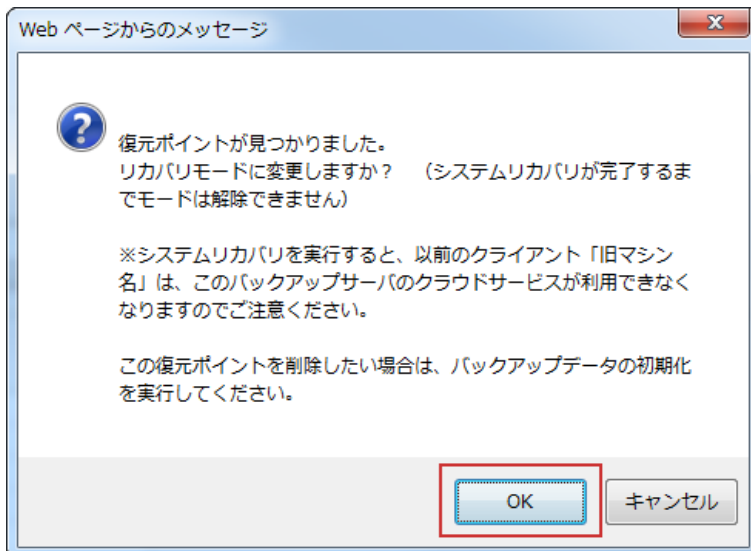 Web ページからのメッセージ
復元ポイントが見つかりました。
リカバリモードに変更しますか？　（システムリカバリが完了するま
でモードは解除できません）
※システムリカバリを実行すると、以前のクライアント「旧マシン
名」は、このバックアップサーバのクラウドサービスが利用できなく
なりますのでご注意ください。
この復元ポイントを削除したい場合は、バックアップデータの初期化
を実行してください。
OK
キャンセル